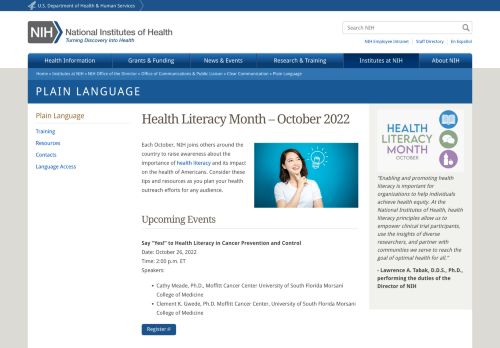 U.S. Department of Health & Human Services
Search NIH
NIH National Institutes of Health
Turning Discovery Into Health
NIH Employee Intranet | Staff Directory | En Español
Health Information
Grants & Funding
News & Events
Research & Training
Institutes at NIH
About NIH
Home » Institutes at NIH » NIH Office of the Director » Office of Communications & Public Liaison » Clear Communication » Plain Language
PLAIN LANGUAGE
Plain Language
Training
Resources
Contacts
Language Access
Health Literacy Month – October 2022
Each October, NIH joins others around the
country to raise awareness about the
importance of health literacy and its impact
on the health of Americans. Consider these
tips and resources as you plan your health
outreach efforts for any audience.
Upcoming Events
Say "Yes!" to Health Literacy in Cancer Prevention and Control
Date: October 26, 2022
Time: 2:00 p.m. ET
Speakers:
• Cathy Meade, Ph.D., Moffitt Cancer Center University of South Florida Morsani
College of Medicine
• Clement K. Gwede, Ph.D. Moffitt Cancer Center, University of South Florida Morsani
College of Medicine
Register
HEALTH
LITERACY
MONTH
OCTOBER
"Enabling and promoting health
literacy is important for
organizations to help individuals
achieve health equity. At the
National Institutes of Health, health
literacy principles allow us to
empower clinical trial participants,
use the insights of diverse
researchers, and partner with
communities we serve to reach the
goal of optimal health for all."
- Lawrence A. Tabak, D.D.S., Ph.D.,
performing the duties of the
Director of NIH